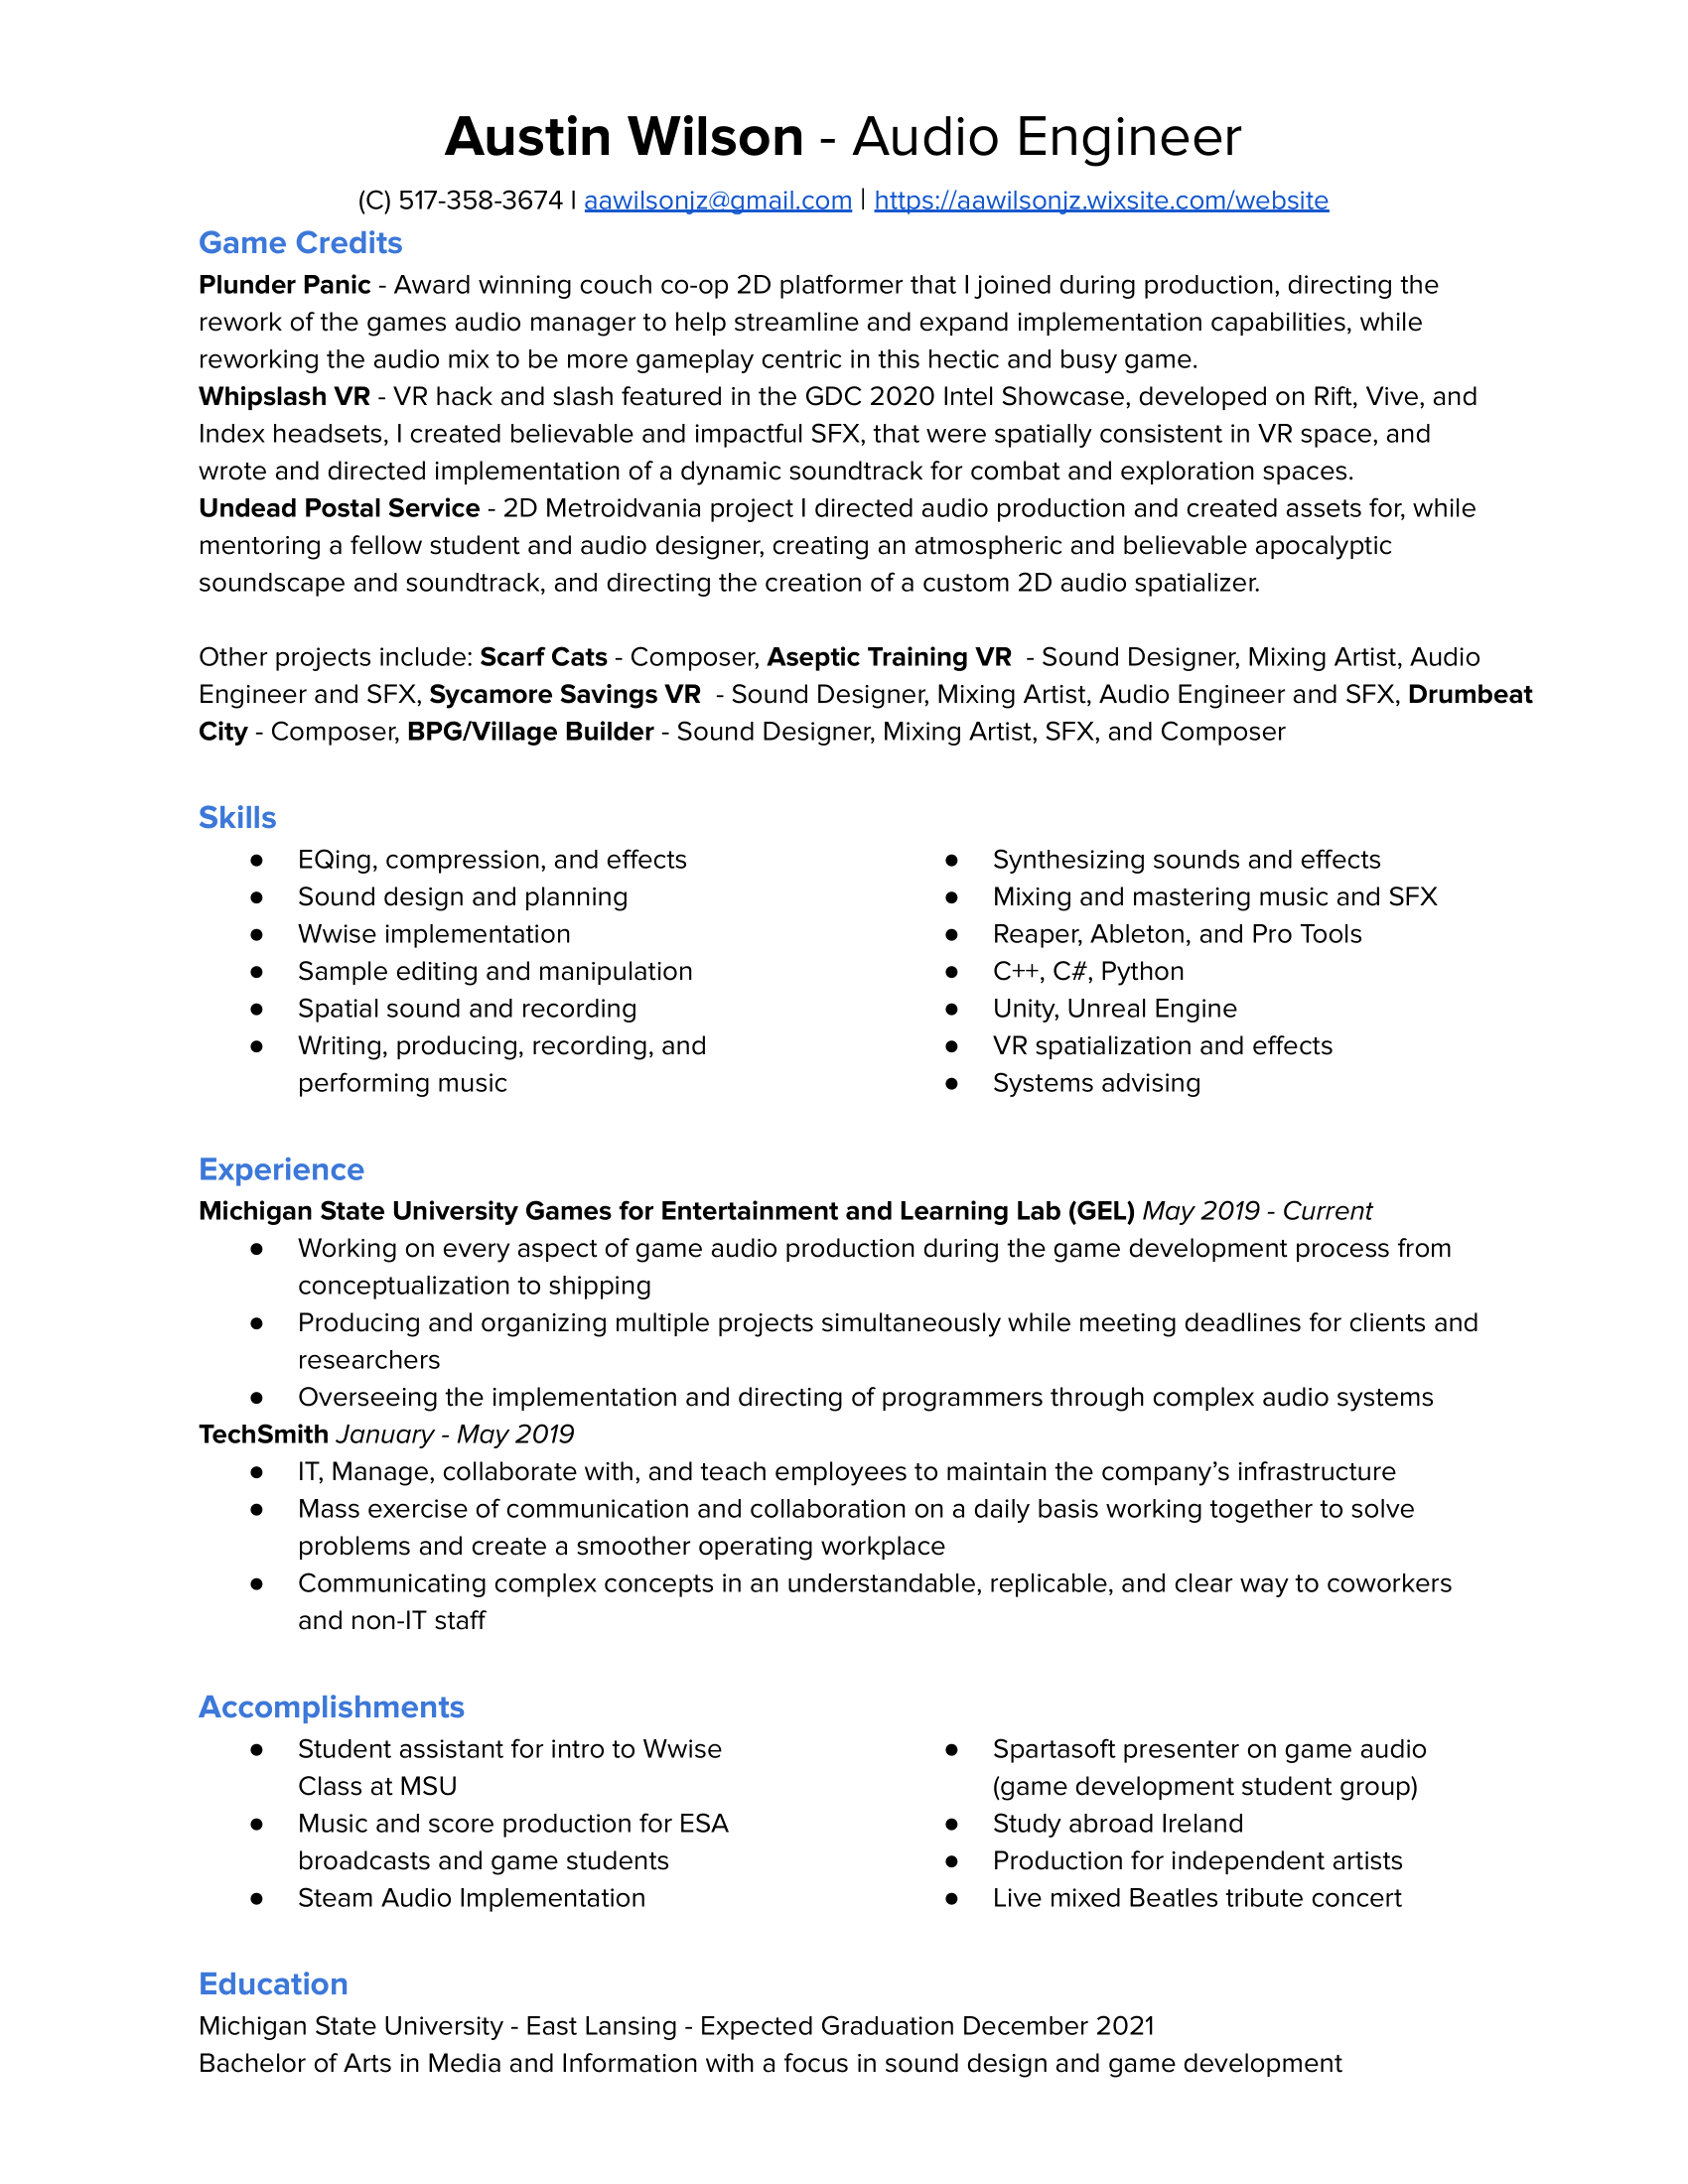 Austin Wilson - Audio Engineer
(C) 517-358-3674 | aawilsonjz@gmail.com | https://aawilsonjz.wixsite.com/website
Game Credits
Plunder Panic - Award winning couch co-op 2D platformer that I joined during production, directing the
rework of the games audio manager to help streamline and expand implementation capabilities, while
reworking the audio mix to be more gameplay centric in this hectic and busy game.
Whipslash VR - VR hack and slash featured in the GDC 2020 Intel Showcase, developed on Rift, Vive, and
Index headsets, I created believable and impactful SFX, that were spatially consistent in VR space, and
wrote and directed implementation of a dynamic soundtrack for combat and exploration spaces.
Undead Postal Service - 2D Metroidvania project I directed audio production and created assets for, while
mentoring a fellow student and audio designer, creating an atmospheric and believable apocalyptic
soundscape and soundtrack, and directing the creation of a custom 2D audio spatializer.
Other projects include: Scarf Cats - Composer, Aseptic Training VR - Sound Designer, Mixing Artist, Audio
Engineer and SFX, Sycamore Savings VR - Sound Designer, Mixing Artist, Audio Engineer and SFX, Drumbeat
City - Composer, BPG/Village Builder - Sound Designer, Mixing Artist, SFX, and Composer
Skills
● EQing, compression, and effects
● Sound design and planning
● Wwise implementation
● Sample editing and manipulation
● Spatial sound and recording
● Writing, producing, recording, and
performing music
● Synthesizing sounds and effects
● Mixing and mastering music and SFX
● Reaper, Ableton, and Pro Tools
● C++, C#, Python
● Unity, Unreal Engine
● VR spatialization and effects
● Systems advising
Experience
Michigan State University Games for Entertainment and Learning Lab (GEL) May 2019 - Current
● Working on every aspect of game audio production during the game development process from
conceptualization to shipping
● Producing and organizing multiple projects simultaneously while meeting deadlines for clients and
researchers
● Overseeing the implementation and directing of programmers through complex audio systems
TechSmith January - May 2019
● IT, Manage, collaborate with, and teach employees to maintain the company’s infrastructure
● Mass exercise of communication and collaboration on a daily basis working together to solve
problems and create a smoother operating workplace
● Communicating complex concepts in an understandable, replicable, and clear way to coworkers
and non-IT staff
Accomplishments
● Student assistant for intro to Wwise
Class at MSU
● Music and score production for ESA
broadcasts and game students
● Steam Audio Implementation
● Spartasoft presenter on game audio
(game development student group)
● Study abroad Ireland
● Production for independent artists
● Live mixed Beatles tribute concert
Education
Michigan State University - East Lansing - Expected Graduation December 2021
Bachelor of Arts in Media and Information with a focus in sound design and game development